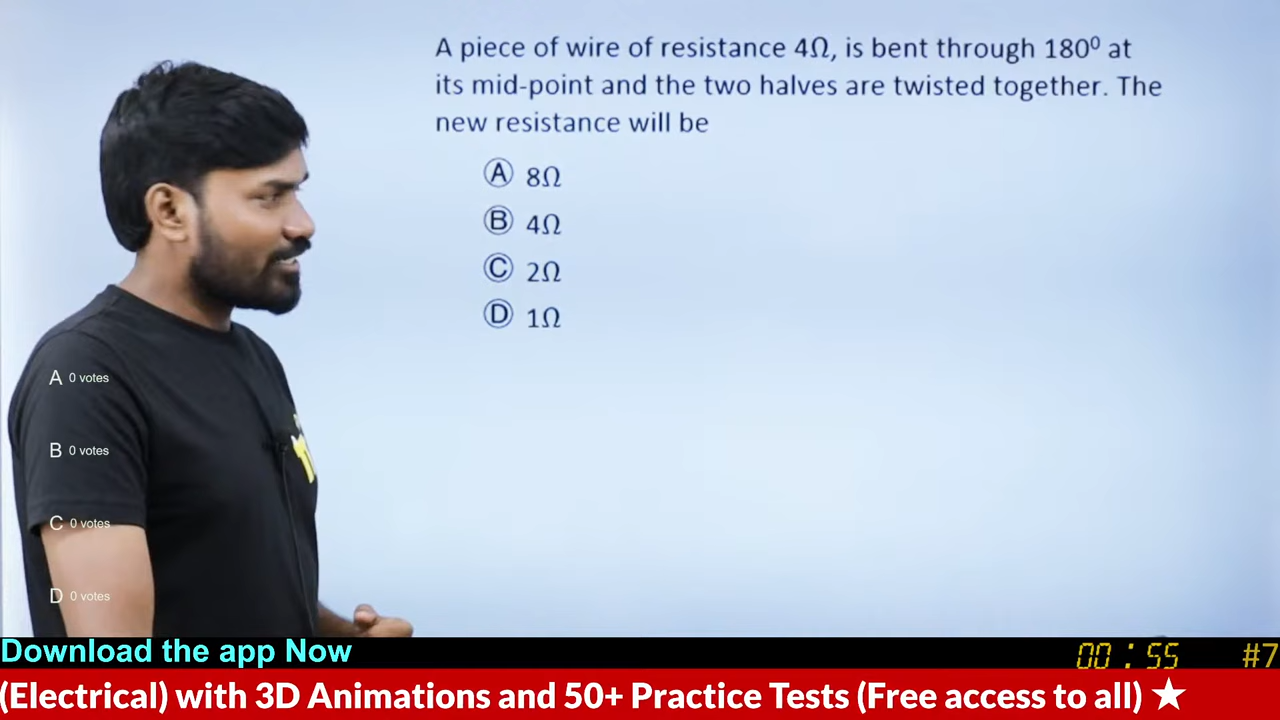 A piece of wire of resistance 4Ω, is bent through 180⁰ at
its mid-point and the two halves are twisted together. The
new resistance will be
Ⓐ 8Ω
Ⓑ 4Ω
Ⓒ 2Ω
Ⓓ 1Ω
A 0 votes
B 0 votes
C 0 votes
D 0 votes
Download the app Now
00:55 #7
(Electrical) with 3D Animations and 50+ Practice Tests (Free access to all) ★